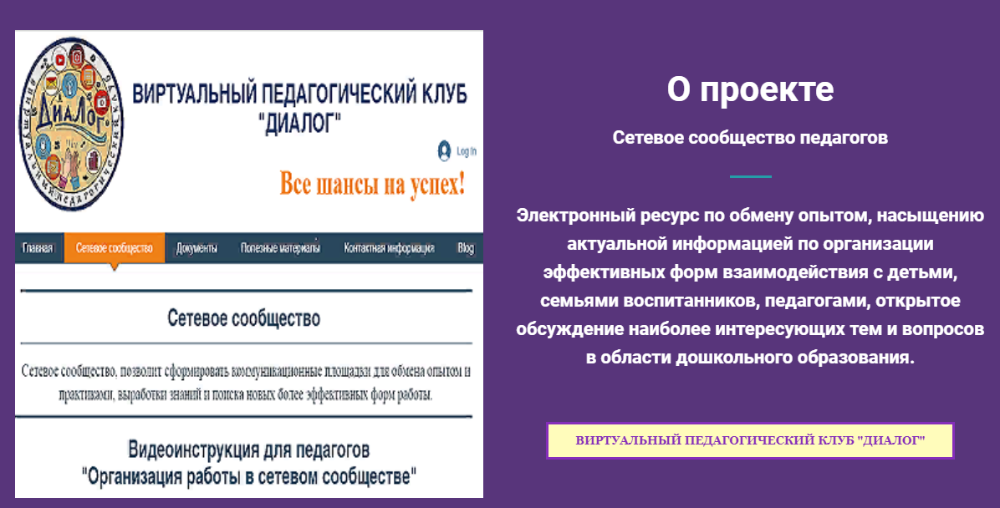 ДиаЛог
виртуальный педагогический клуб
ВИРТУАЛЬНЫЙ ПЕДАГОГИЧЕСКИЙ КЛУБ
"ДИАЛОГ"
Log In
Все шансы на успех!
Главная Сетевое сообщество Документы Полезные материалы Контактная информация Blog
Сетевое сообщество
Сетевое сообщество, позволит сформировать коммуникационные площадки для обмена опытом и
практиками, выработки знаний и поиска новых более эффективных форм работы.
Видеоинструкция для педагогов
"Организация работы в сетевом сообществе"
О проекте
Сетевое сообщество педагогов
Электронный ресурс по обмену опытом, насыщению
актуальной информацией по организации
эффективных форм взаимодействия с детьми,
семьями воспитанников, педагогами, открытое
обсуждение наиболее интересующих тем и вопросов
в области дошкольного образования.
ВИРТУАЛЬНЫЙ ПЕДАГОГИЧЕСКИЙ КЛУБ "ДИАЛОГ"